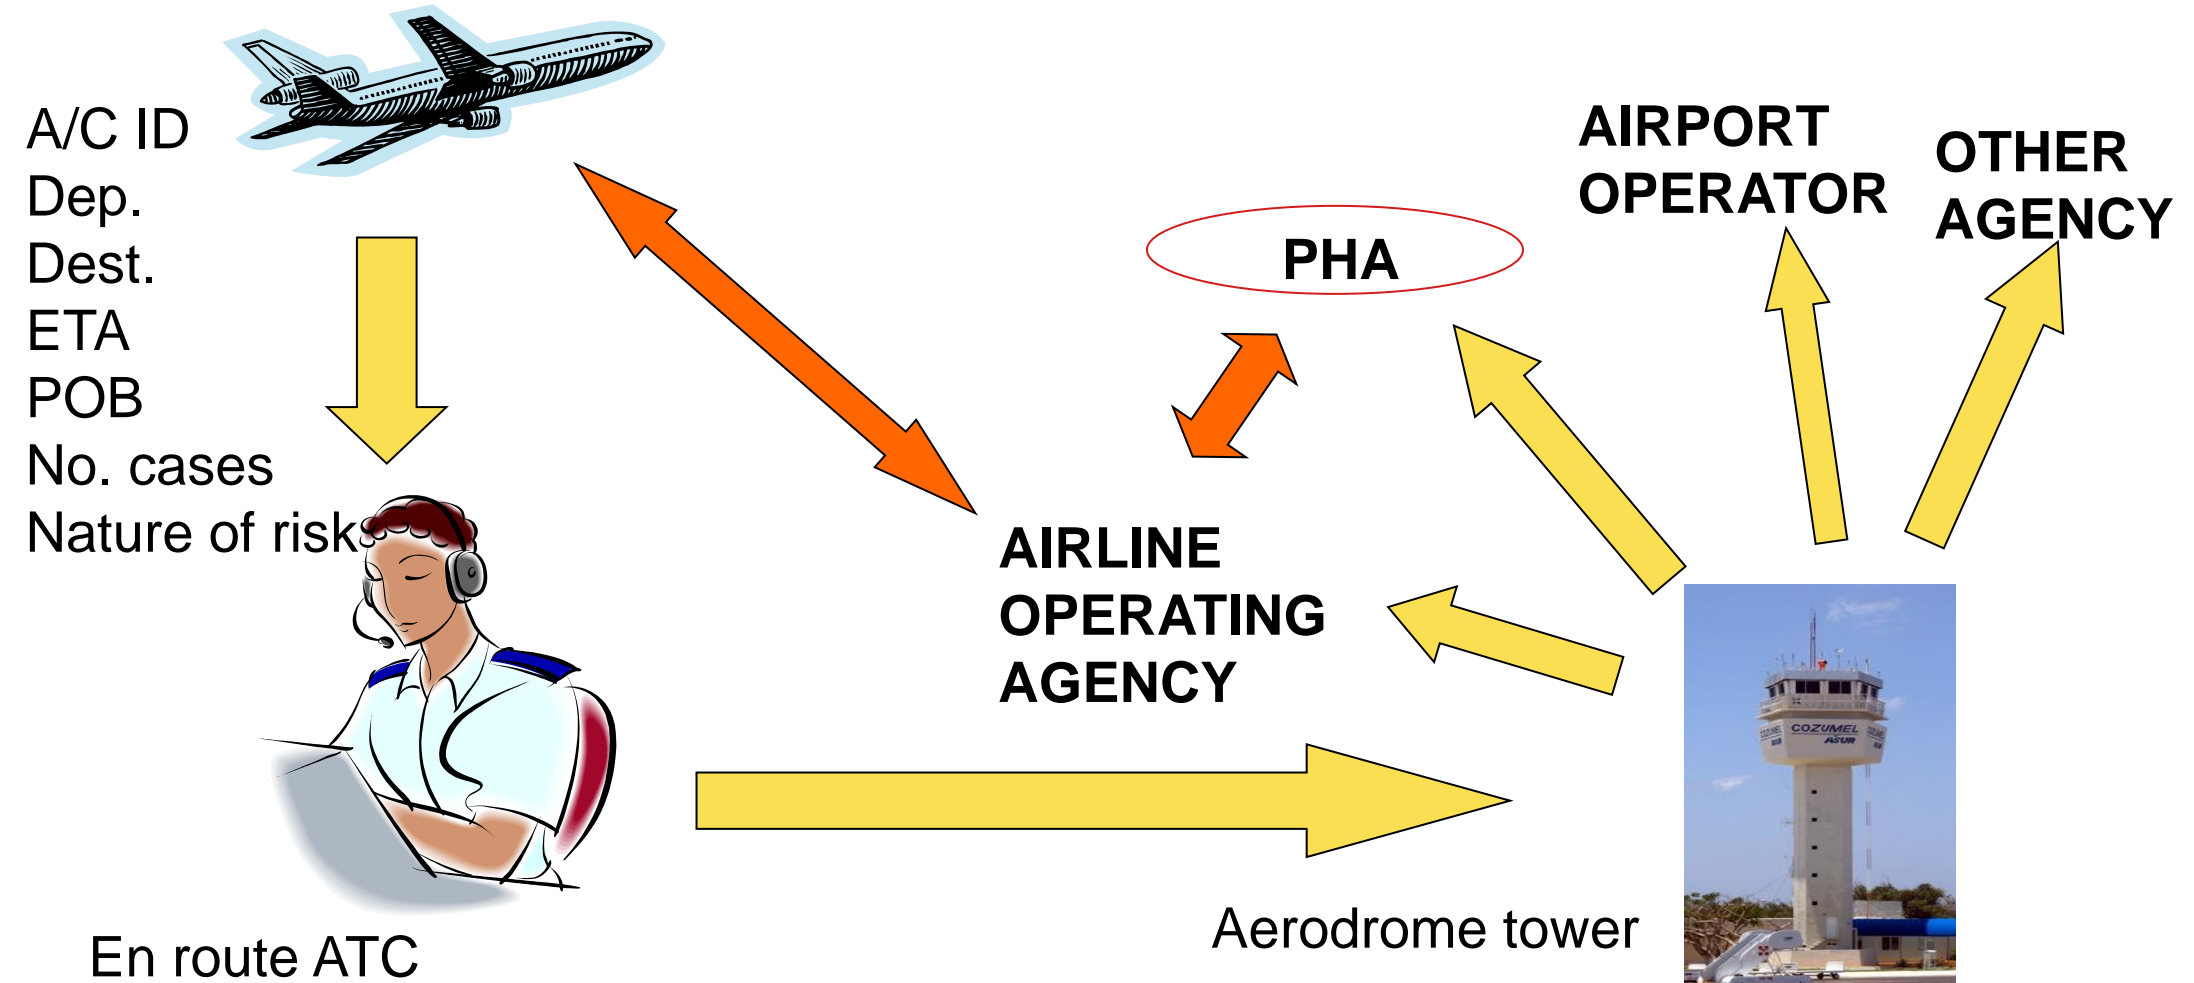 A/C ID
Dep.
Dest.
ETA
POB
No. cases
Nature of risk
En route ATC
AIRLINE
OPERATING
AGENCY
PHA
AIRPORT
OPERATOR
OTHER
AGENCY
Aerodrome tower
COZUMEL
ASUR